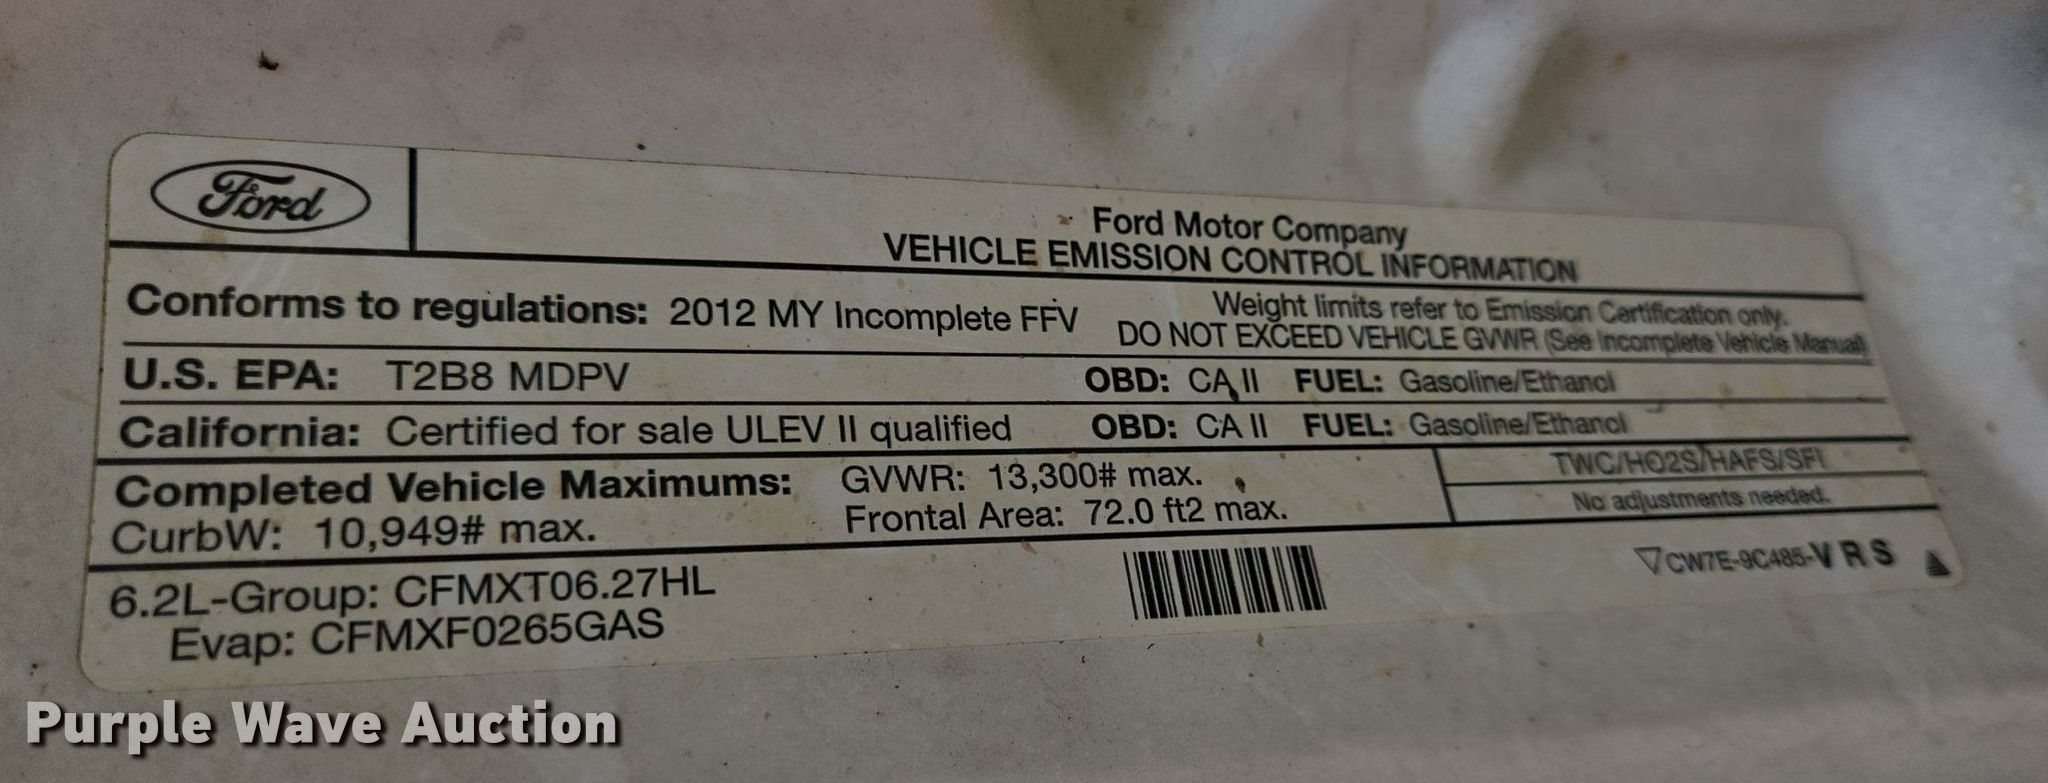 Ford
Ford Motor Company
VEHICLE EMISSION CONTROL INFORMATION
Conforms to regulations: 2012 MY Incomplete FFV
Weight limits refer to Emission Certification only.
DO NOT EXCEED VEHICLE GVWR (See Incomplete Vehicle Manual)
U.S. EPA: T2B8 MDPV OBD: CA II FUEL: Gasoline/Ethanol
California: Certified for sale ULEV II qualified OBD: CA II FUEL: Gasoline/Ethanol
Completed Vehicle Maximums: GVWR: 13,300# max.
CurbW: 10,949# max. Frontal Area: 72.0 ft2 max.
TWC/HO2S/HAFS/SFI
No adjustments needed.
6.2L-Group: CFMXT06.27HL
Evap: CFMXF0265GAS
CW7E-9C485-VRS
Purple Wave Auction